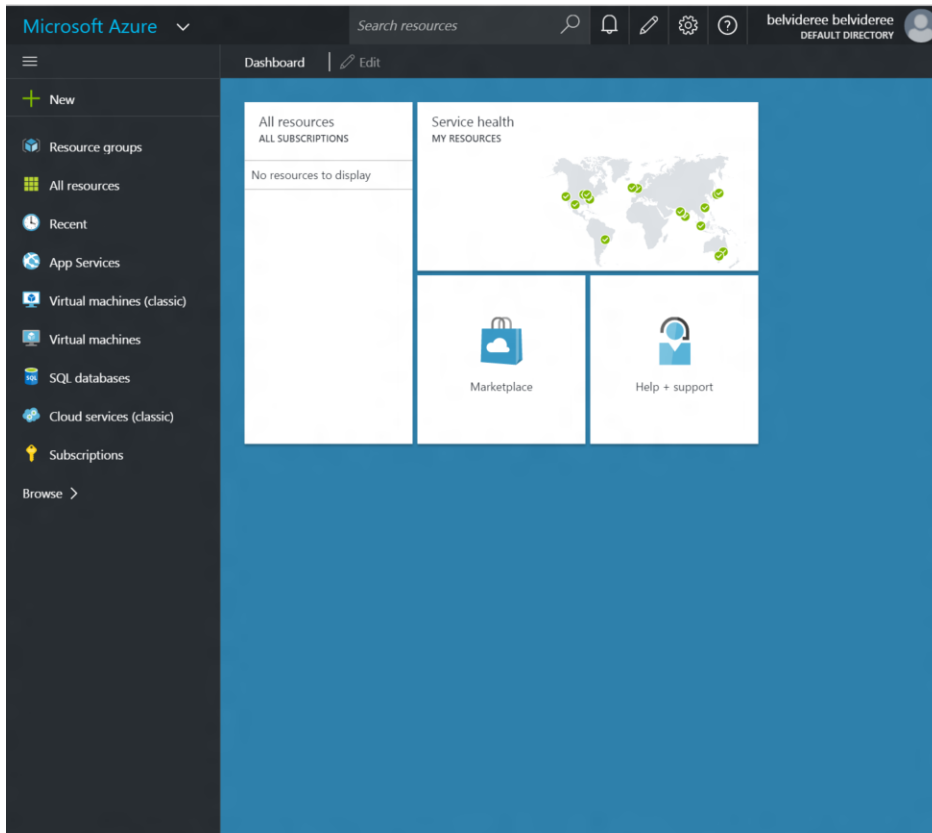 Microsoft Azure
Search resources
belvideree belvideree
DEFAULT DIRECTORY
Dashboard
Edit
New
Resource groups
All resources
Recent
App Services
Virtual machines (classic)
Virtual machines
SQL databases
Cloud services (classic)
Subscriptions
Browse
All resources
ALL SUBSCRIPTIONS
No resources to display
Service health
MY RESOURCES
Marketplace
Help + support
SQL